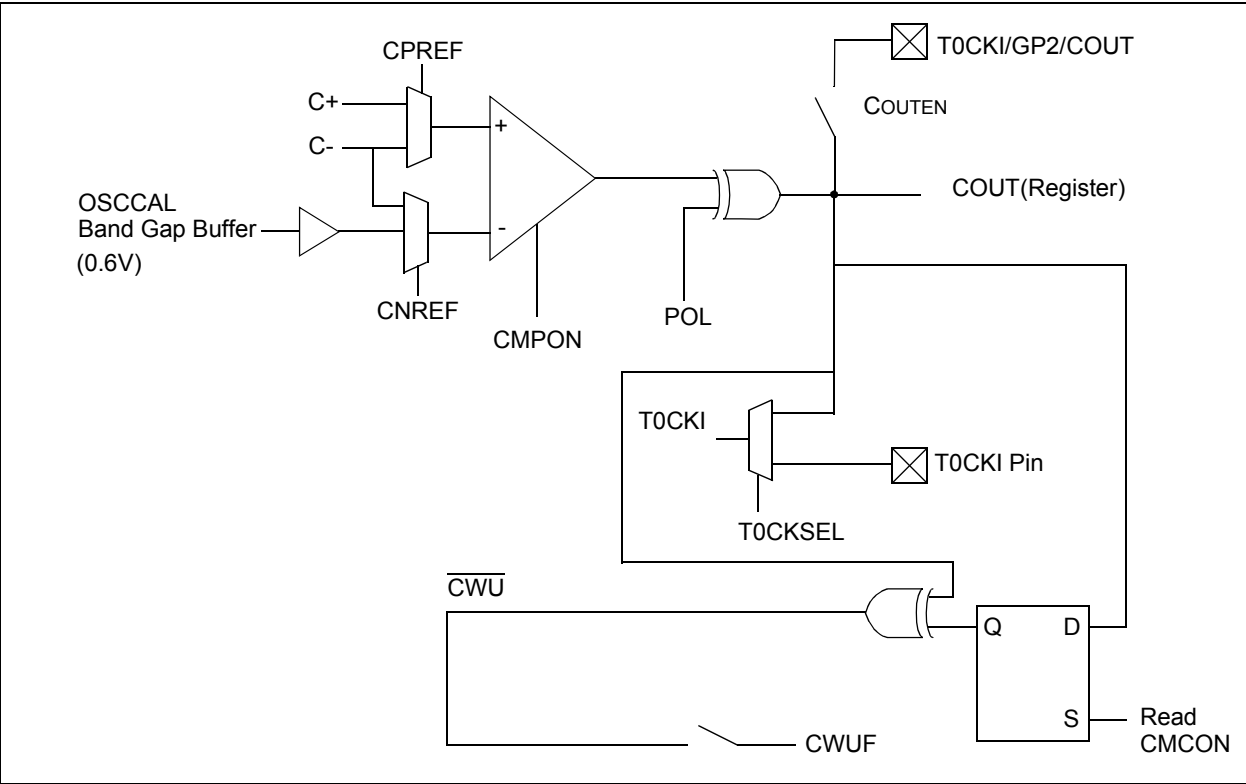 CPREF
T0CKI/GP2/COUT
C+
COUTEN
C-
+
OSCCAL
Band Gap Buffer
(0.6V)
-
COUT(Register)
CNREF
POL
CMPON
T0CKI
T0CKI Pin
T0CKSEL
CWU
Q D
S
Read
CMCON
CWUF